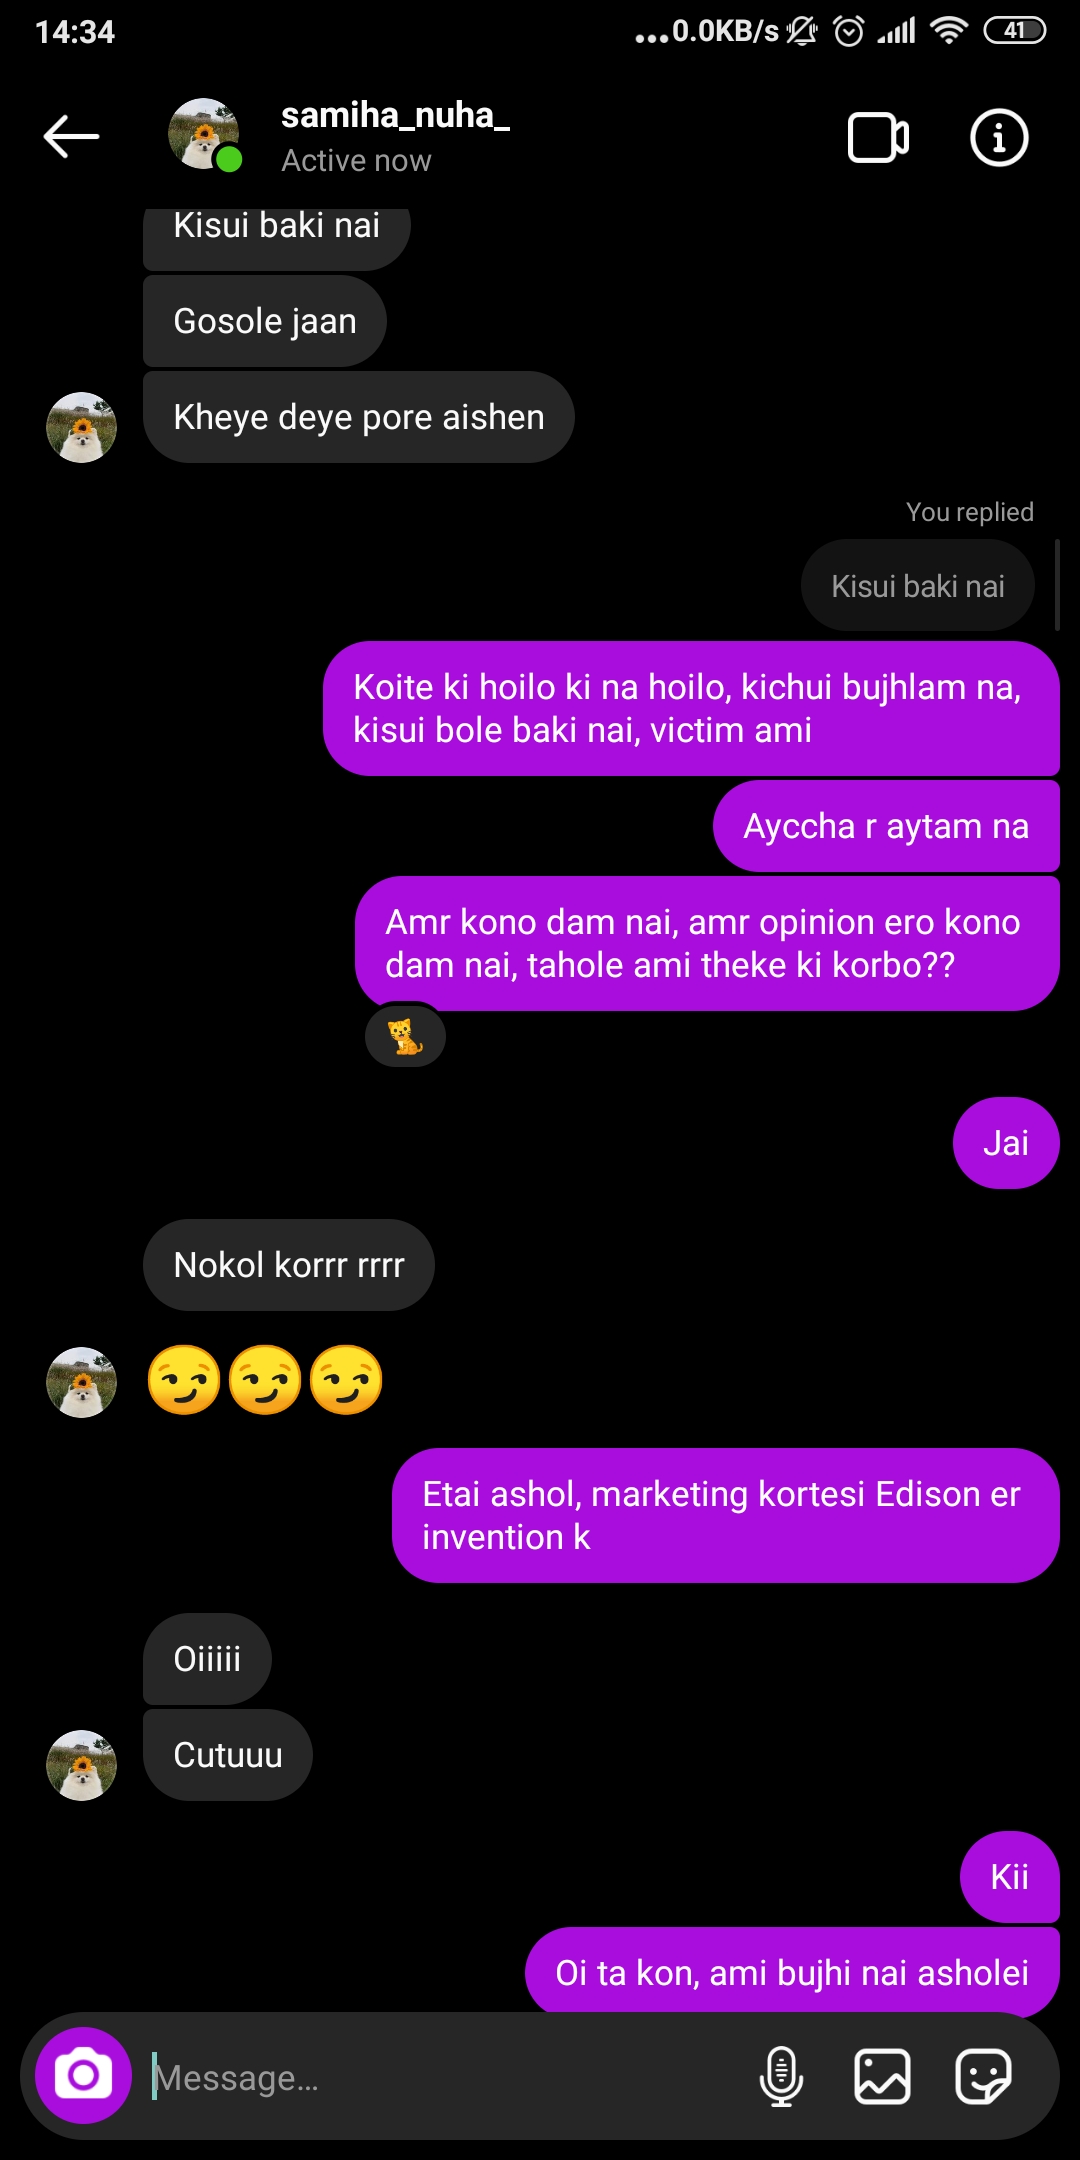 14:34
...0.0KB/s
41
samiha_nuha_
Active now
Kisui baki nai
Gosole jaan
Kheye deye pore aishen
You replied
Kisui baki nai
Koite ki hoilo ki na hoilo, kichui bujhlam na,
kisui bole baki nai, victim ami
Ayccha r aytam na
Amr kono dam nai, amr opinion ero kono
dam nai, tahole ami theke ki korbo??
Jai
Nokol korrr rrrr
Etai ashol, marketing kortesi Edison er
invention k
Oiiiii
Cutuuu
Kii
Oi ta kon, ami bujhi nai asholei
Message...